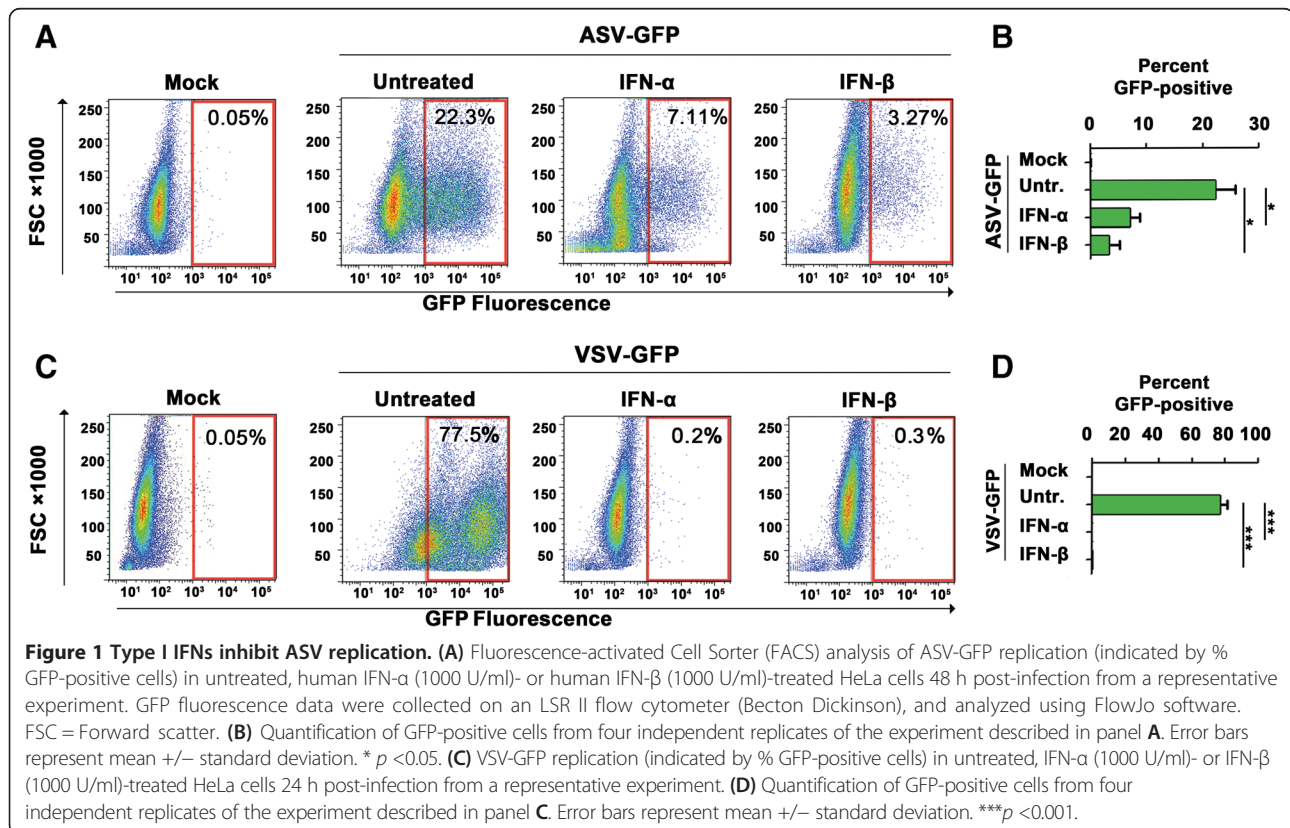 A
ASV-GFP
Mock
Untreated
IFN-α
IFN-β
FSC ×1000
250
200
150
100
50
0.05%
10¹ 10² 10³ 10⁴ 10⁵
250
200
150
100
50
22.3%
10¹ 10² 10³ 10⁴ 10⁵
250
200
150
100
50
7.11%
10¹ 10² 10³ 10⁴ 10⁵
250
200
150
100
50
3.27%
10¹ 10² 10³ 10⁴ 10⁵
GFP Fluorescence
B
Percent
GFP-positive
0 10 20 30
ASV-GFP
Mock
Untr.
IFN-α
IFN-β
*
*
C
VSV-GFP
Mock
Untreated
IFN-α
IFN-β
FSC ×1000
250
200
150
100
50
0.05%
10¹ 10² 10³ 10⁴ 10⁵
250
200
150
100
50
77.5%
10¹ 10² 10³ 10⁴ 10⁵
250
200
150
100
50
0.2%
10¹ 10² 10³ 10⁴ 10⁵
250
200
150
100
50
0.3%
10¹ 10² 10³ 10⁴ 10⁵
GFP Fluorescence
D
Percent
GFP-positive
0 20 40 60 80 100
VSV-GFP
Mock
Untr.
IFN-α
IFN-β
***
***
Figure 1 Type I IFNs inhibit ASV replication. (A) Fluorescence-activated Cell Sorter (FACS) analysis of ASV-GFP replication (indicated by %
GFP-positive cells) in untreated, human IFN-α (1000 U/ml)- or human IFN-β (1000 U/ml)-treated HeLa cells 48 h post-infection from a representative
experiment. GFP fluorescence data were collected on an LSR II flow cytometer (Becton Dickinson), and analyzed using FlowJo software.
FSC = Forward scatter. (B) Quantification of GFP-positive cells from four independent replicates of the experiment described in panel A. Error bars
represent mean +/− standard deviation. * p <0.05. (C) VSV-GFP replication (indicated by % GFP-positive cells) in untreated, IFN-α (1000 U/ml)- or IFN-β
(1000 U/ml)-treated HeLa cells 24 h post-infection from a representative experiment. (D) Quantification of GFP-positive cells from four
independent replicates of the experiment described in panel C. Error bars represent mean +/− standard deviation. ***p <0.001.